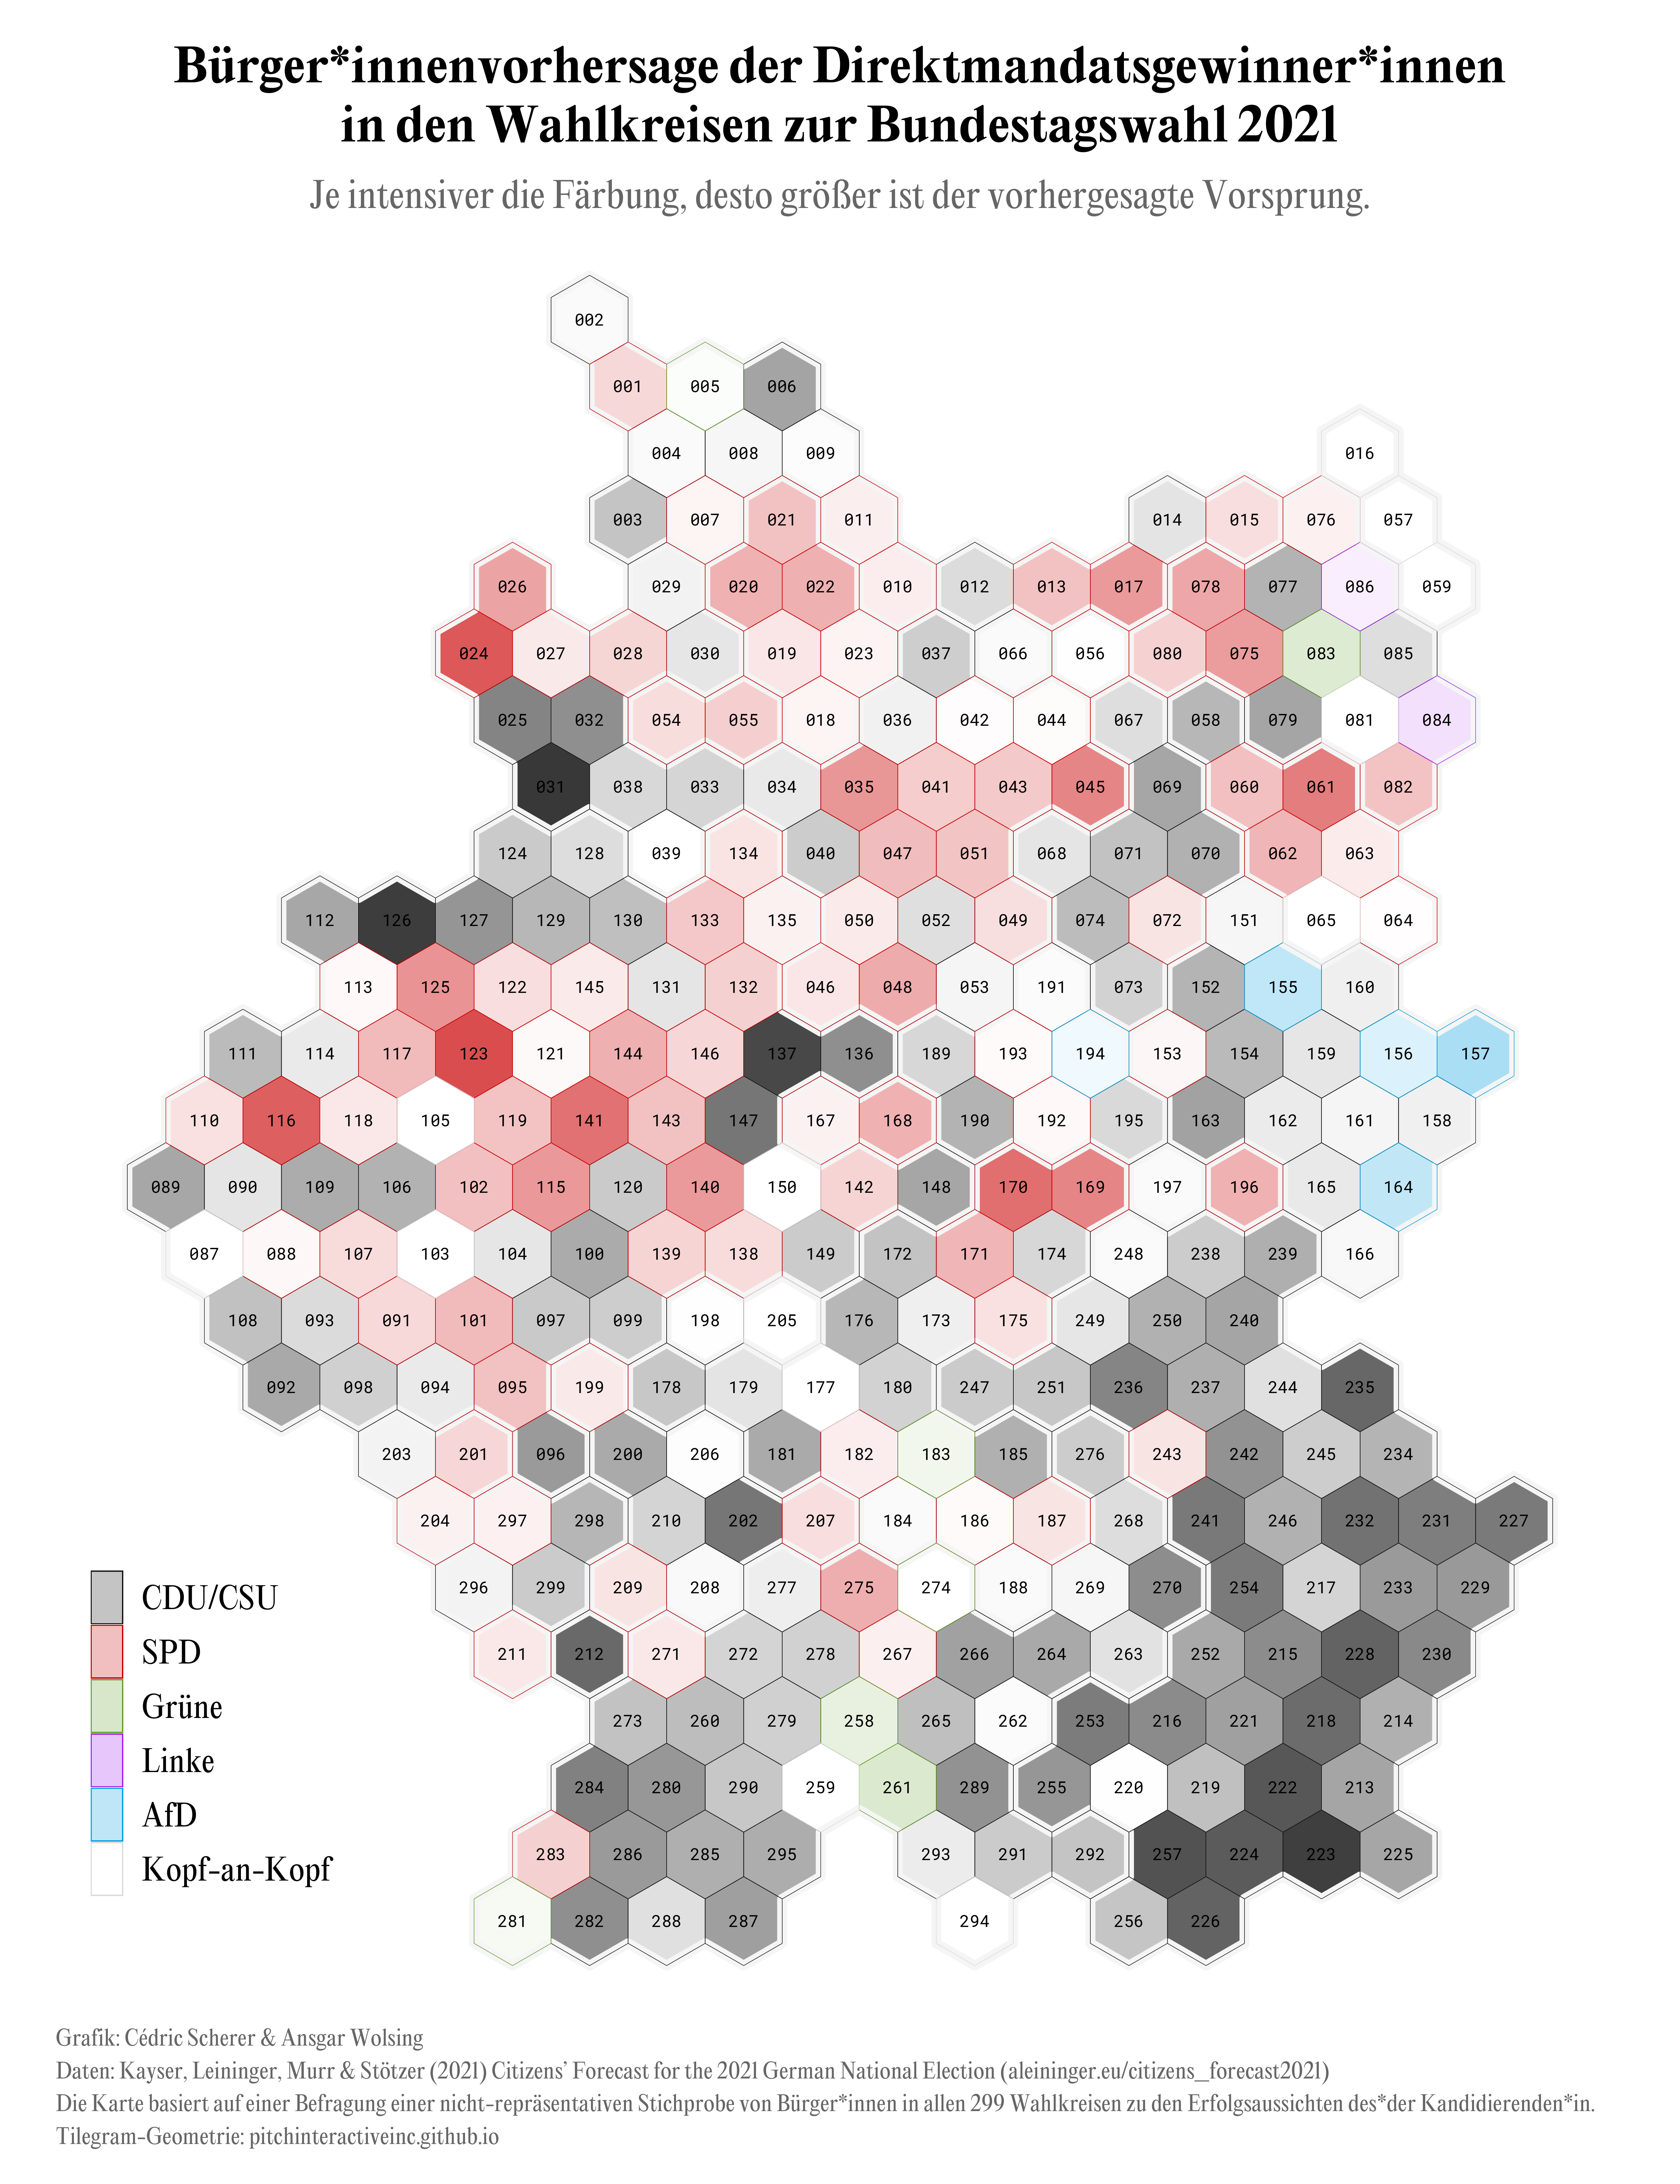 Bürger*innenvorhersage der Direktmandatsgewinner*innen
in den Wahlkreisen zur Bundestagswahl 2021
Je intensiver die Färbung, desto größer ist der vorhergesagte Vorsprung.
002
001 005 006
004 008 009 016
003 007 021 011 014 015 076 057
026 029 020 022 010 012 013 017 078 077 086 059
024 027 028 030 019 023 037 066 056 080 075 083 085
025 032 054 055 018 036 042 044 067 058 079 081 084
031 038 033 034 035 041 043 045 069 060 061 082
124 128 039 134 040 047 051 068 071 070 062 063
112 126 127 129 130 133 135 050 052 049 074 072 151 065 064
113 125 122 145 131 132 046 048 053 191 073 152 155 160
111 114 117 123 121 144 146 137 136 189 193 194 153 154 159 156 157
110 116 118 105 119 141 143 147 167 168 190 192 195 163 162 161 158
089 090 109 106 102 115 120 140 150 142 148 170 169 197 196 165 164
087 088 107 103 104 100 139 138 149 172 171 174 248 238 239 166
108 093 091 101 097 099 198 205 176 173 175 249 250 240
092 098 094 095 199 178 179 177 180 247 251 236 237 244 235
203 201 096 200 206 181 182 183 185 276 243 242 245 234
204 297 298 210 202 207 184 186 187 268 241 246 232 231 227
296 299 209 208 277 275 274 188 269 270 254 217 233 229
211 212 271 272 278 267 266 264 263 252 215 228 230
273 260 279 258 265 262 253 216 221 218 214
284 280 290 259 261 289 255 220 219 222 213
283 286 285 295 293 291 292 257 224 223 225
281 282 288 287 294 256 226
CDU/CSU
SPD
Grüne
Linke
AfD
Kopf-an-Kopf
Grafik: Cédric Scherer & Ansgar Wolsing
Daten: Kayser, Leininger, Murr & Stötzer (2021) Citizens' Forecast for the 2021 German National Election (aleininger.eu/citizens_forecast2021)
Die Karte basiert auf einer Befragung einer nicht-repräsentativen Stichprobe von Bürger*innen in allen 299 Wahlkreisen zu den Erfolgsaussichten des*der Kandidierenden*in.
Tilegram-Geometrie: pitchinteractiveinc.github.io